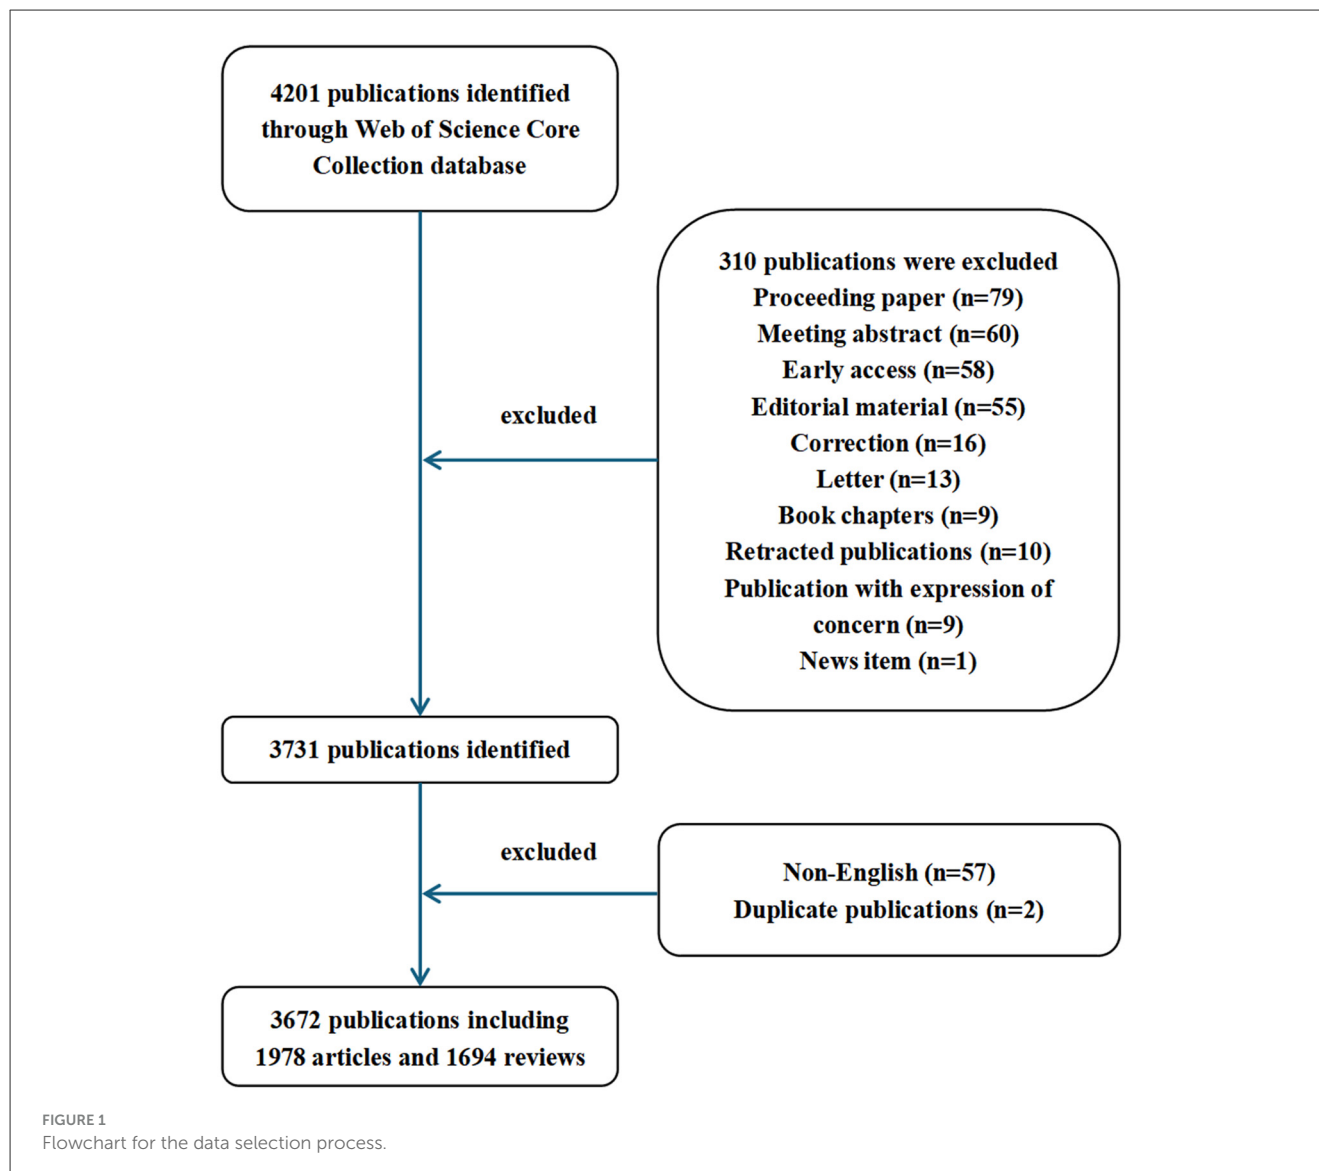 4201 publications identified
through Web of Science Core
Collection database
310 publications were excluded
Proceeding paper (n=79)
Meeting abstract (n=60)
Early access (n=58)
Editorial material (n=55)
Correction (n=16)
Letter (n=13)
Book chapters (n=9)
Retracted publications (n=10)
Publication with expression of
concern (n=9)
News item (n=1)
excluded
3731 publications identified
excluded
Non-English (n=57)
Duplicate publications (n=2)
3672 publications including
1978 articles and 1694 reviews
FIGURE 1
Flowchart for the data selection process.